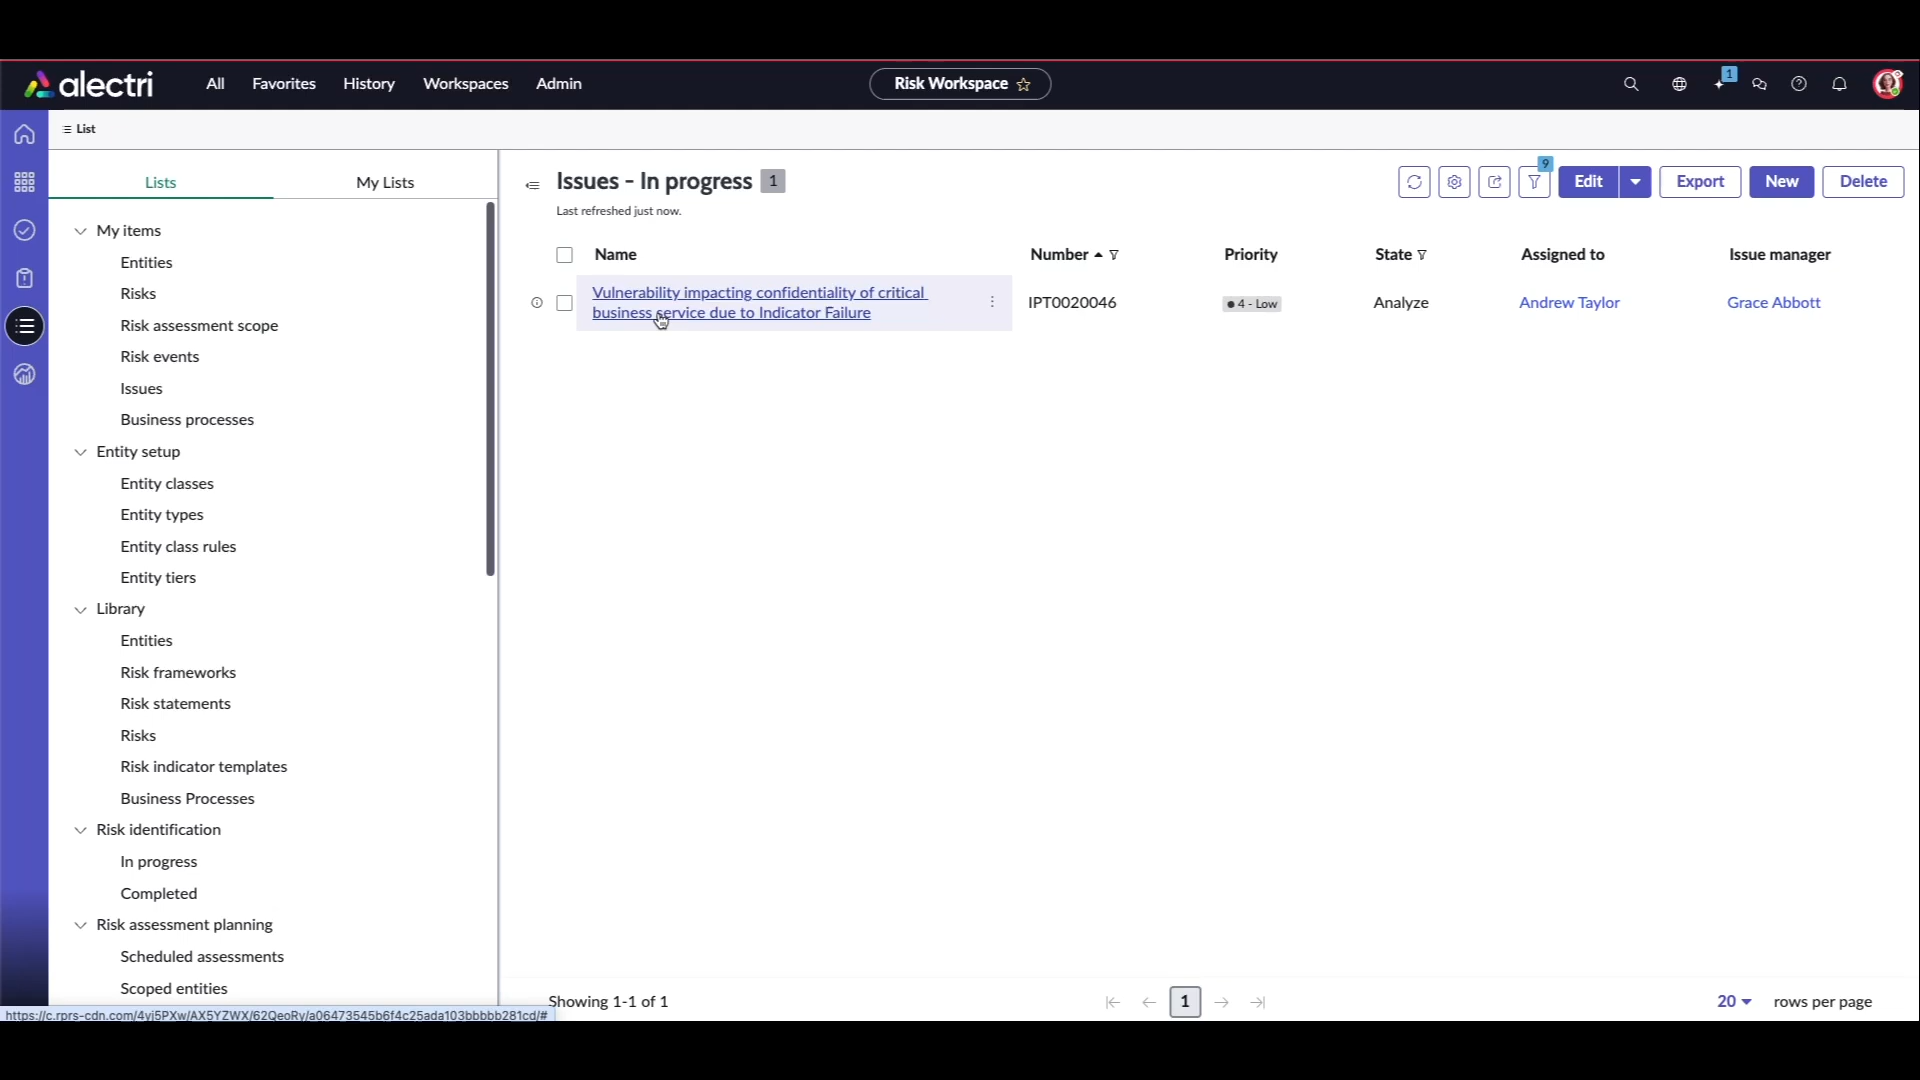 alectri All Favorites History Workspaces Admin Risk Workspace 1
List
Lists My Lists
My items
Entities
Risks
Risk assessment scope
Risk events
Issues
Business processes
Entity setup
Entity classes
Entity types
Entity class rules
Entity tiers
Library
Entities
Risk frameworks
Risk statements
Risks
Risk indicator templates
Business Processes
Risk identification
In progress
Completed
Risk assessment planning
Scheduled assessments
Scoped entities
Issues - In progress 1
Last refreshed just now.
9
Edit Export New Delete
Name Number Priority State Assigned to Issue manager
Vulnerability impacting confidentiality of critical
business service due to Indicator Failure
IPT0020046 4 - Low Analyze Andrew Taylor Grace Abbott
Showing 1-1 of 1 1 20 rows per page